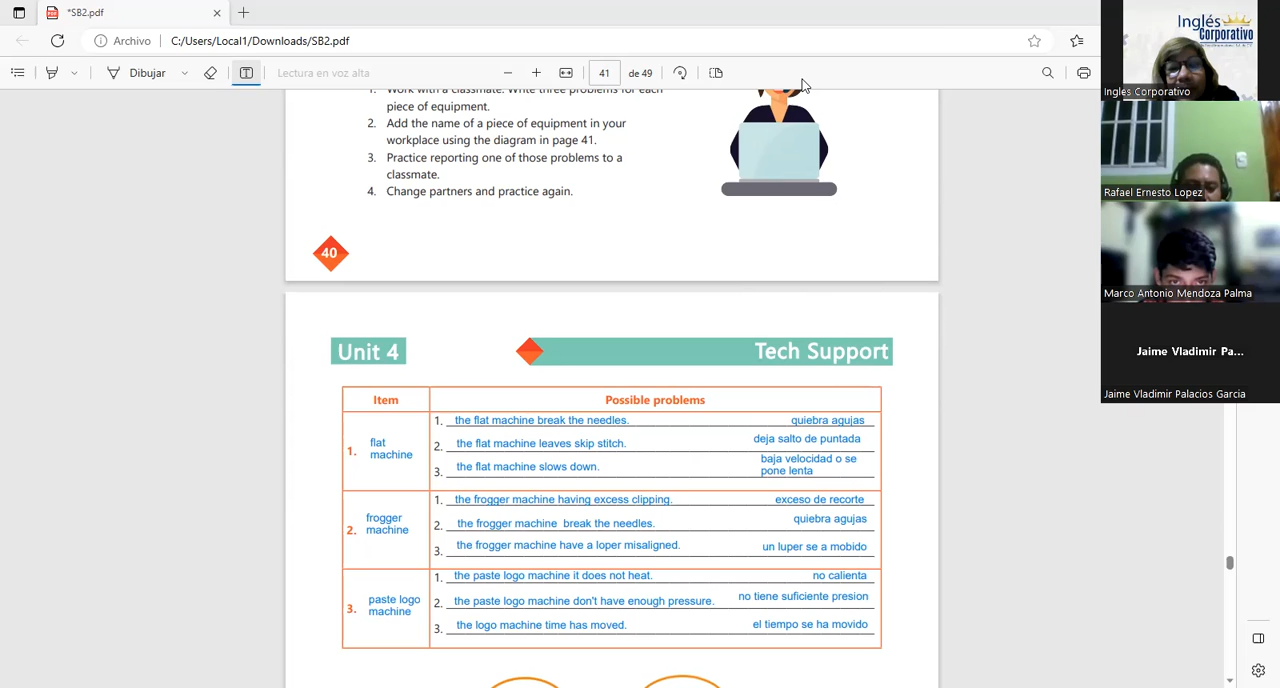 *SB2.pdf
Archivo
C:/Users/Local1/Downloads/SB2.pdf
Dibujar
Lectura en voz alta
41
de 49
1. Work with a classmate. Write three problems for each
piece of equipment.
2. Add the name of a piece of equipment in your
workplace using the diagram in page 41.
3. Practice reporting one of those problems to a
classmate.
4. Change partners and practice again.
40
Unit 4
Tech Support
Item
Possible problems
1. flat
machine
1. the flat machine break the needles. quiebra agujas
2. the flat machine leaves skip stitch. deja salto de puntada
3. the flat machine slows down. baja velocidad o se
pone lenta
2. frogger
machine
1. the frogger machine having excess clipping. exceso de recorte
2. the frogger machine break the needles. quiebra agujas
3. the frogger machine have a loper misaligned. un luper se a mobido
3. paste logo
machine
1. the paste logo machine it does not heat. no calienta
2. the paste logo machine don't have enough pressure. no tiene suficiente presion
3. the logo machine time has moved. el tiempo se ha movido
Inglés
Corporativo
Ingles Corporativo
Rafael Ernesto Lopez
Marco Antonio Mendoza Palma
Jaime Vladimir Pa...
Jaime Vladimir Palacios Garcia